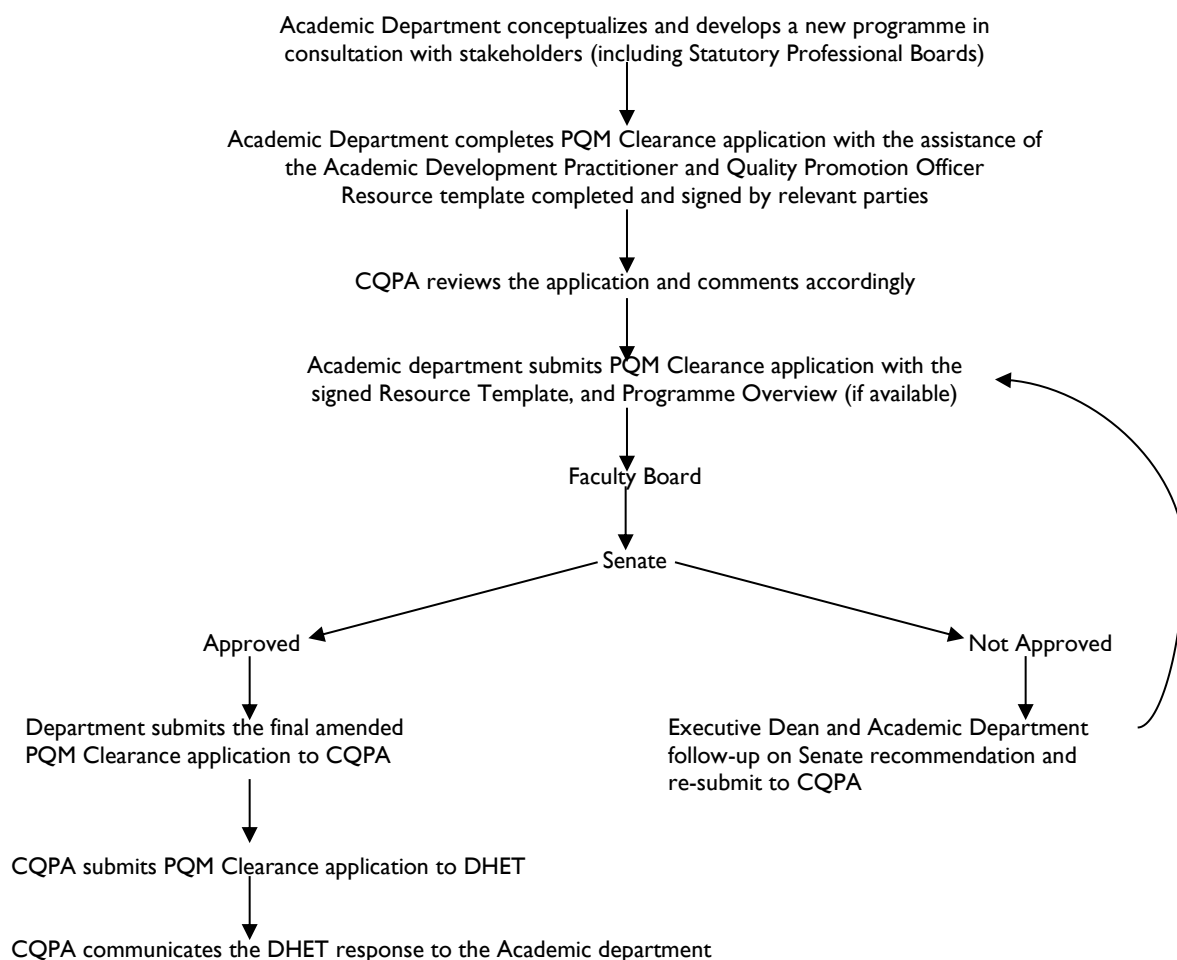 Academic Department conceptualizes and develops a new programme in
consultation with stakeholders (including Statutory Professional Boards)
Academic Department completes PQM Clearance application with the assistance of
the Academic Development Practitioner and Quality Promotion Officer
Resource template completed and signed by relevant parties
CQPA reviews the application and comments accordingly
Academic department submits PQM Clearance application with the
signed Resource Template, and Programme Overview (if available)
Faculty Board
Senate
Approved
Not Approved
Department submits the final amended
PQM Clearance application to CQPA
Executive Dean and Academic Department
follow-up on Senate recommendation and
re-submit to CQPA
CQPA submits PQM Clearance application to DHET
CQPA communicates the DHET response to the Academic department